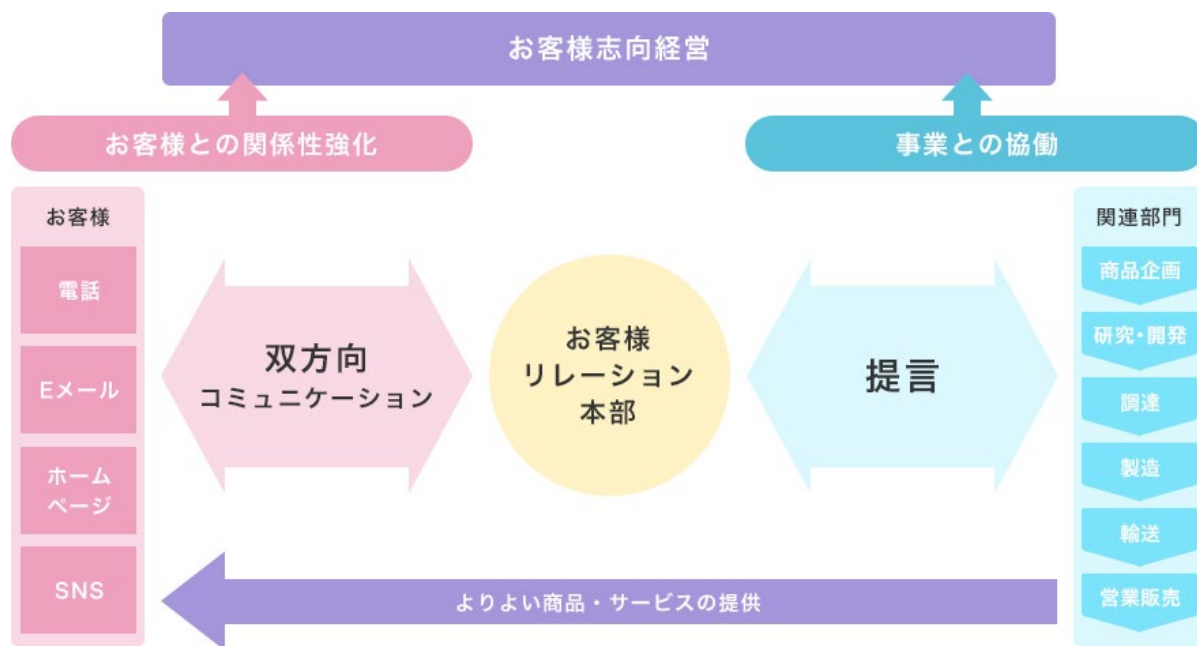 お客様志向経営
お客様との関係性強化
事業との協働
お客様
電話
Eメール
ホーム
ページ
SNS
双方向
コミュニケーション
お客様
リレーション
本部
提言
関連部門
商品企画
研究・開発
調達
製造
輸送
営業販売
よりよい商品・サービスの提供